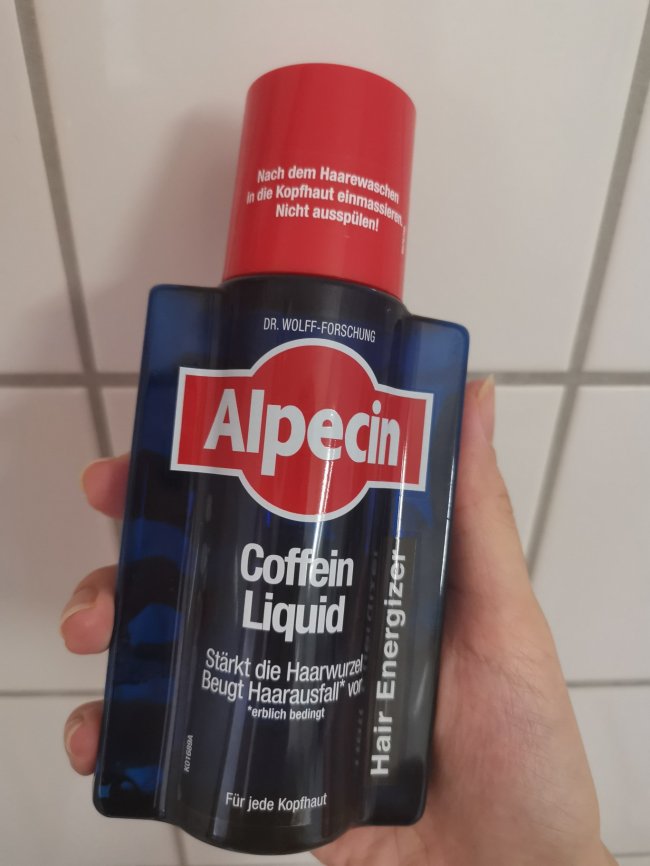 Nach dem Haarewaschen
in die Kopfhaut einmassieren.
Nicht ausspülen!
DR. WOLFF-FORSCHUNG
Alpecin
Coffein
Liquid
Stärkt die Haarwurzel
Beugt Haarausfall* vor
*erblich bedingt
Hair Energizer
K01689A
Für jede Kopfhaut